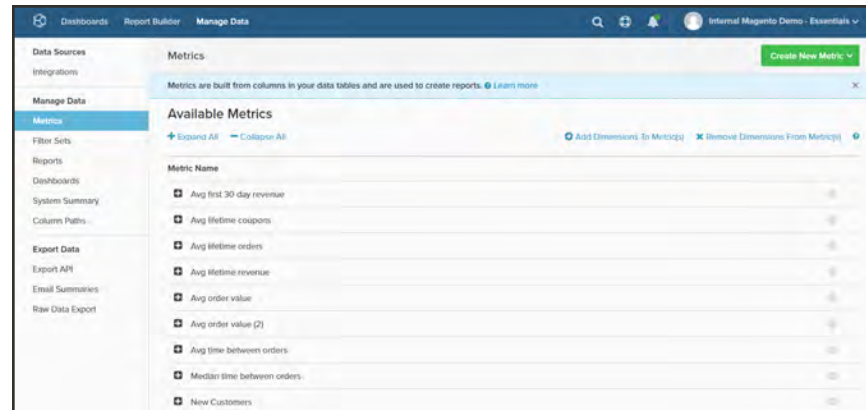 Dashboards Report Builder Manage Data Internal Magento Demo - Essentials
Data Sources
Integrations
Manage Data
Metrics
Filter Sets
Reports
Dashboards
System Summary
Column Paths
Export Data
Export API
Email Summaries
Raw Data Export
Metrics Create New Metric
Metrics are built from columns in your data tables and are used to create reports. Learn more
Available Metrics
Expand All Collapse All Add Dimensions To Metric(s) Remove Dimensions From Metric(s)
Metric Name
Avg first 30 day revenue
Avg lifetime coupons
Avg lifetime orders
Avg lifetime revenue
Avg order value
Avg order value (2)
Avg time between orders
Median time between orders
New Customers